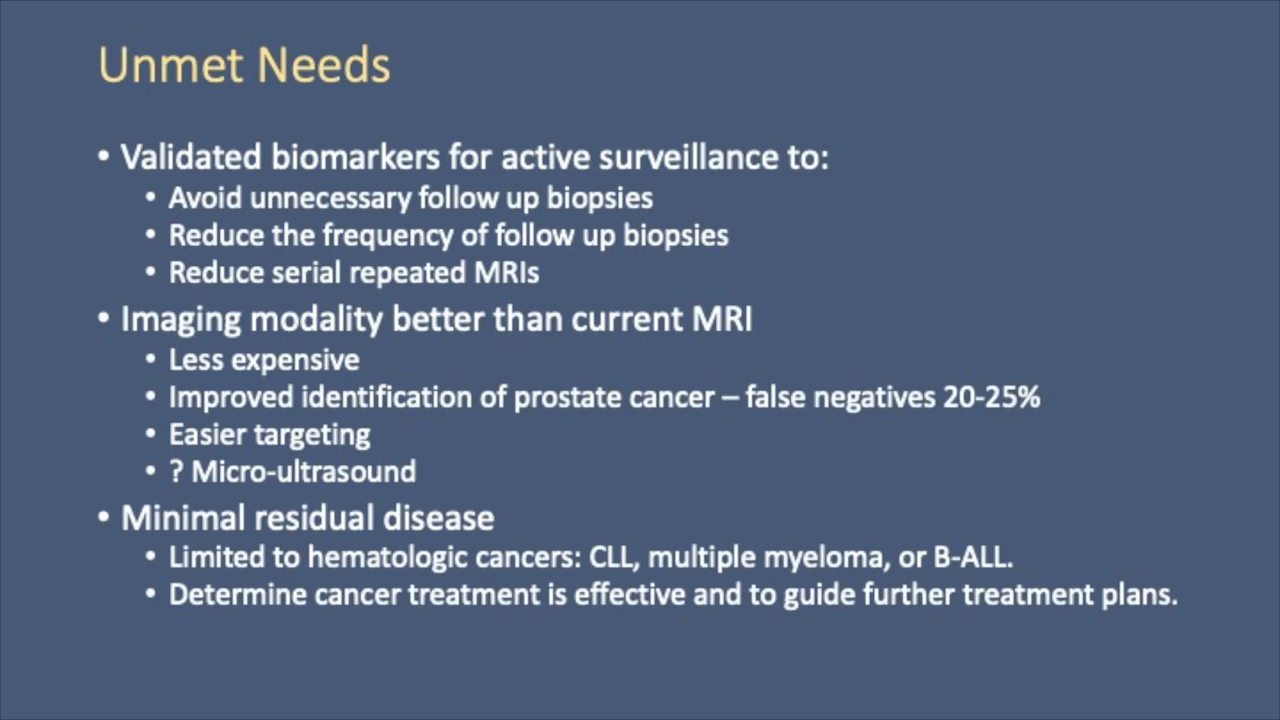 Unmet Needs
• Validated biomarkers for active surveillance to:
• Avoid unnecessary follow up biopsies
• Reduce the frequency of follow up biopsies
• Reduce serial repeated MRIs
• Imaging modality better than current MRI
• Less expensive
• Improved identification of prostate cancer – false negatives 20-25%
• Easier targeting
• ? Micro-ultrasound
• Minimal residual disease
• Limited to hematologic cancers: CLL, multiple myeloma, or B-ALL.
• Determine cancer treatment is effective and to guide further treatment plans.